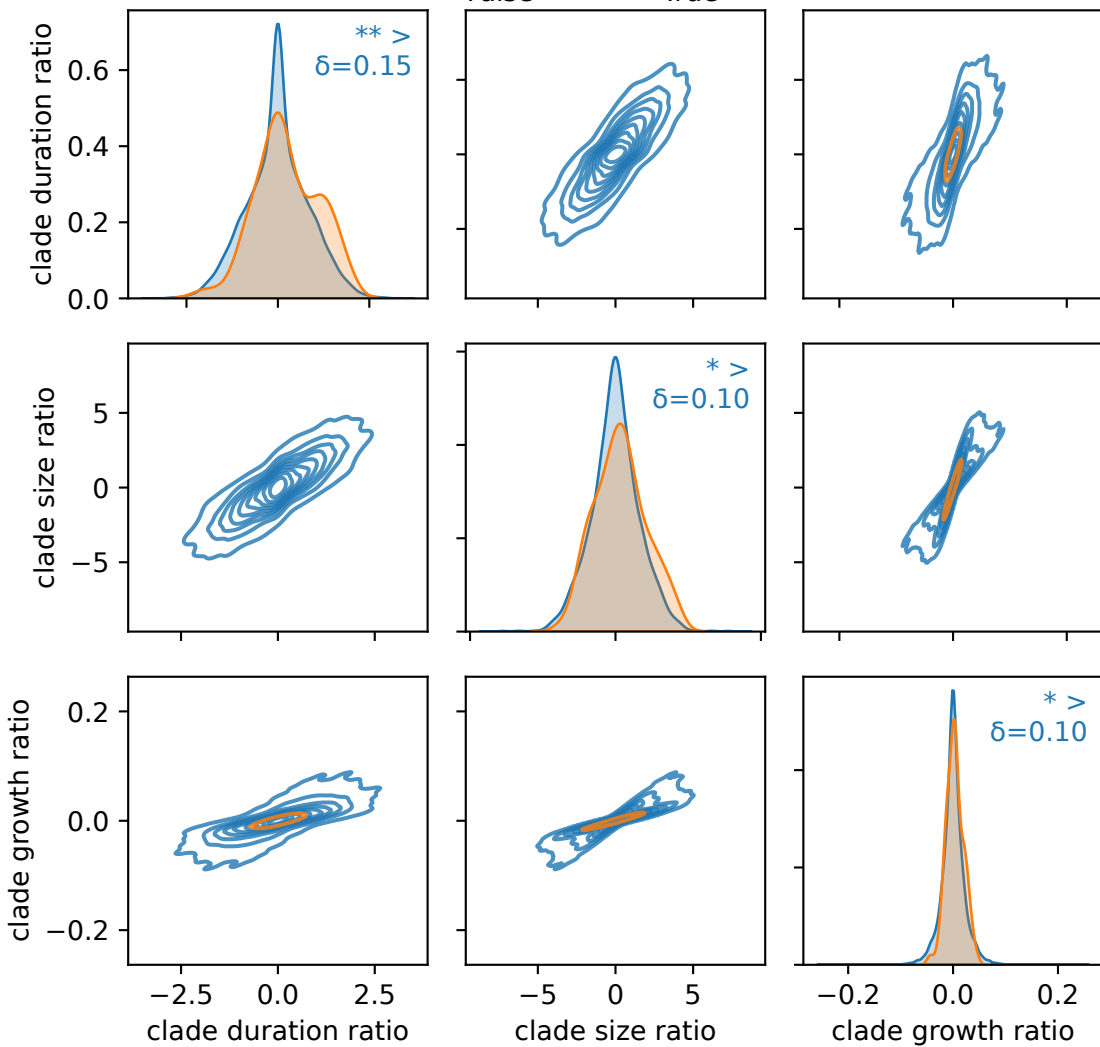 clade duration ratio
0.6
0.4
0.2
0.0
** >
δ=0.15
clade size ratio
5
0
−5
* >
δ=0.10
clade growth ratio
0.2
0.0
−0.2
* >
δ=0.10
−2.5 0.0 2.5
−5 0 5
−0.2 0.0 0.2
clade duration ratio
clade size ratio
clade growth ratio